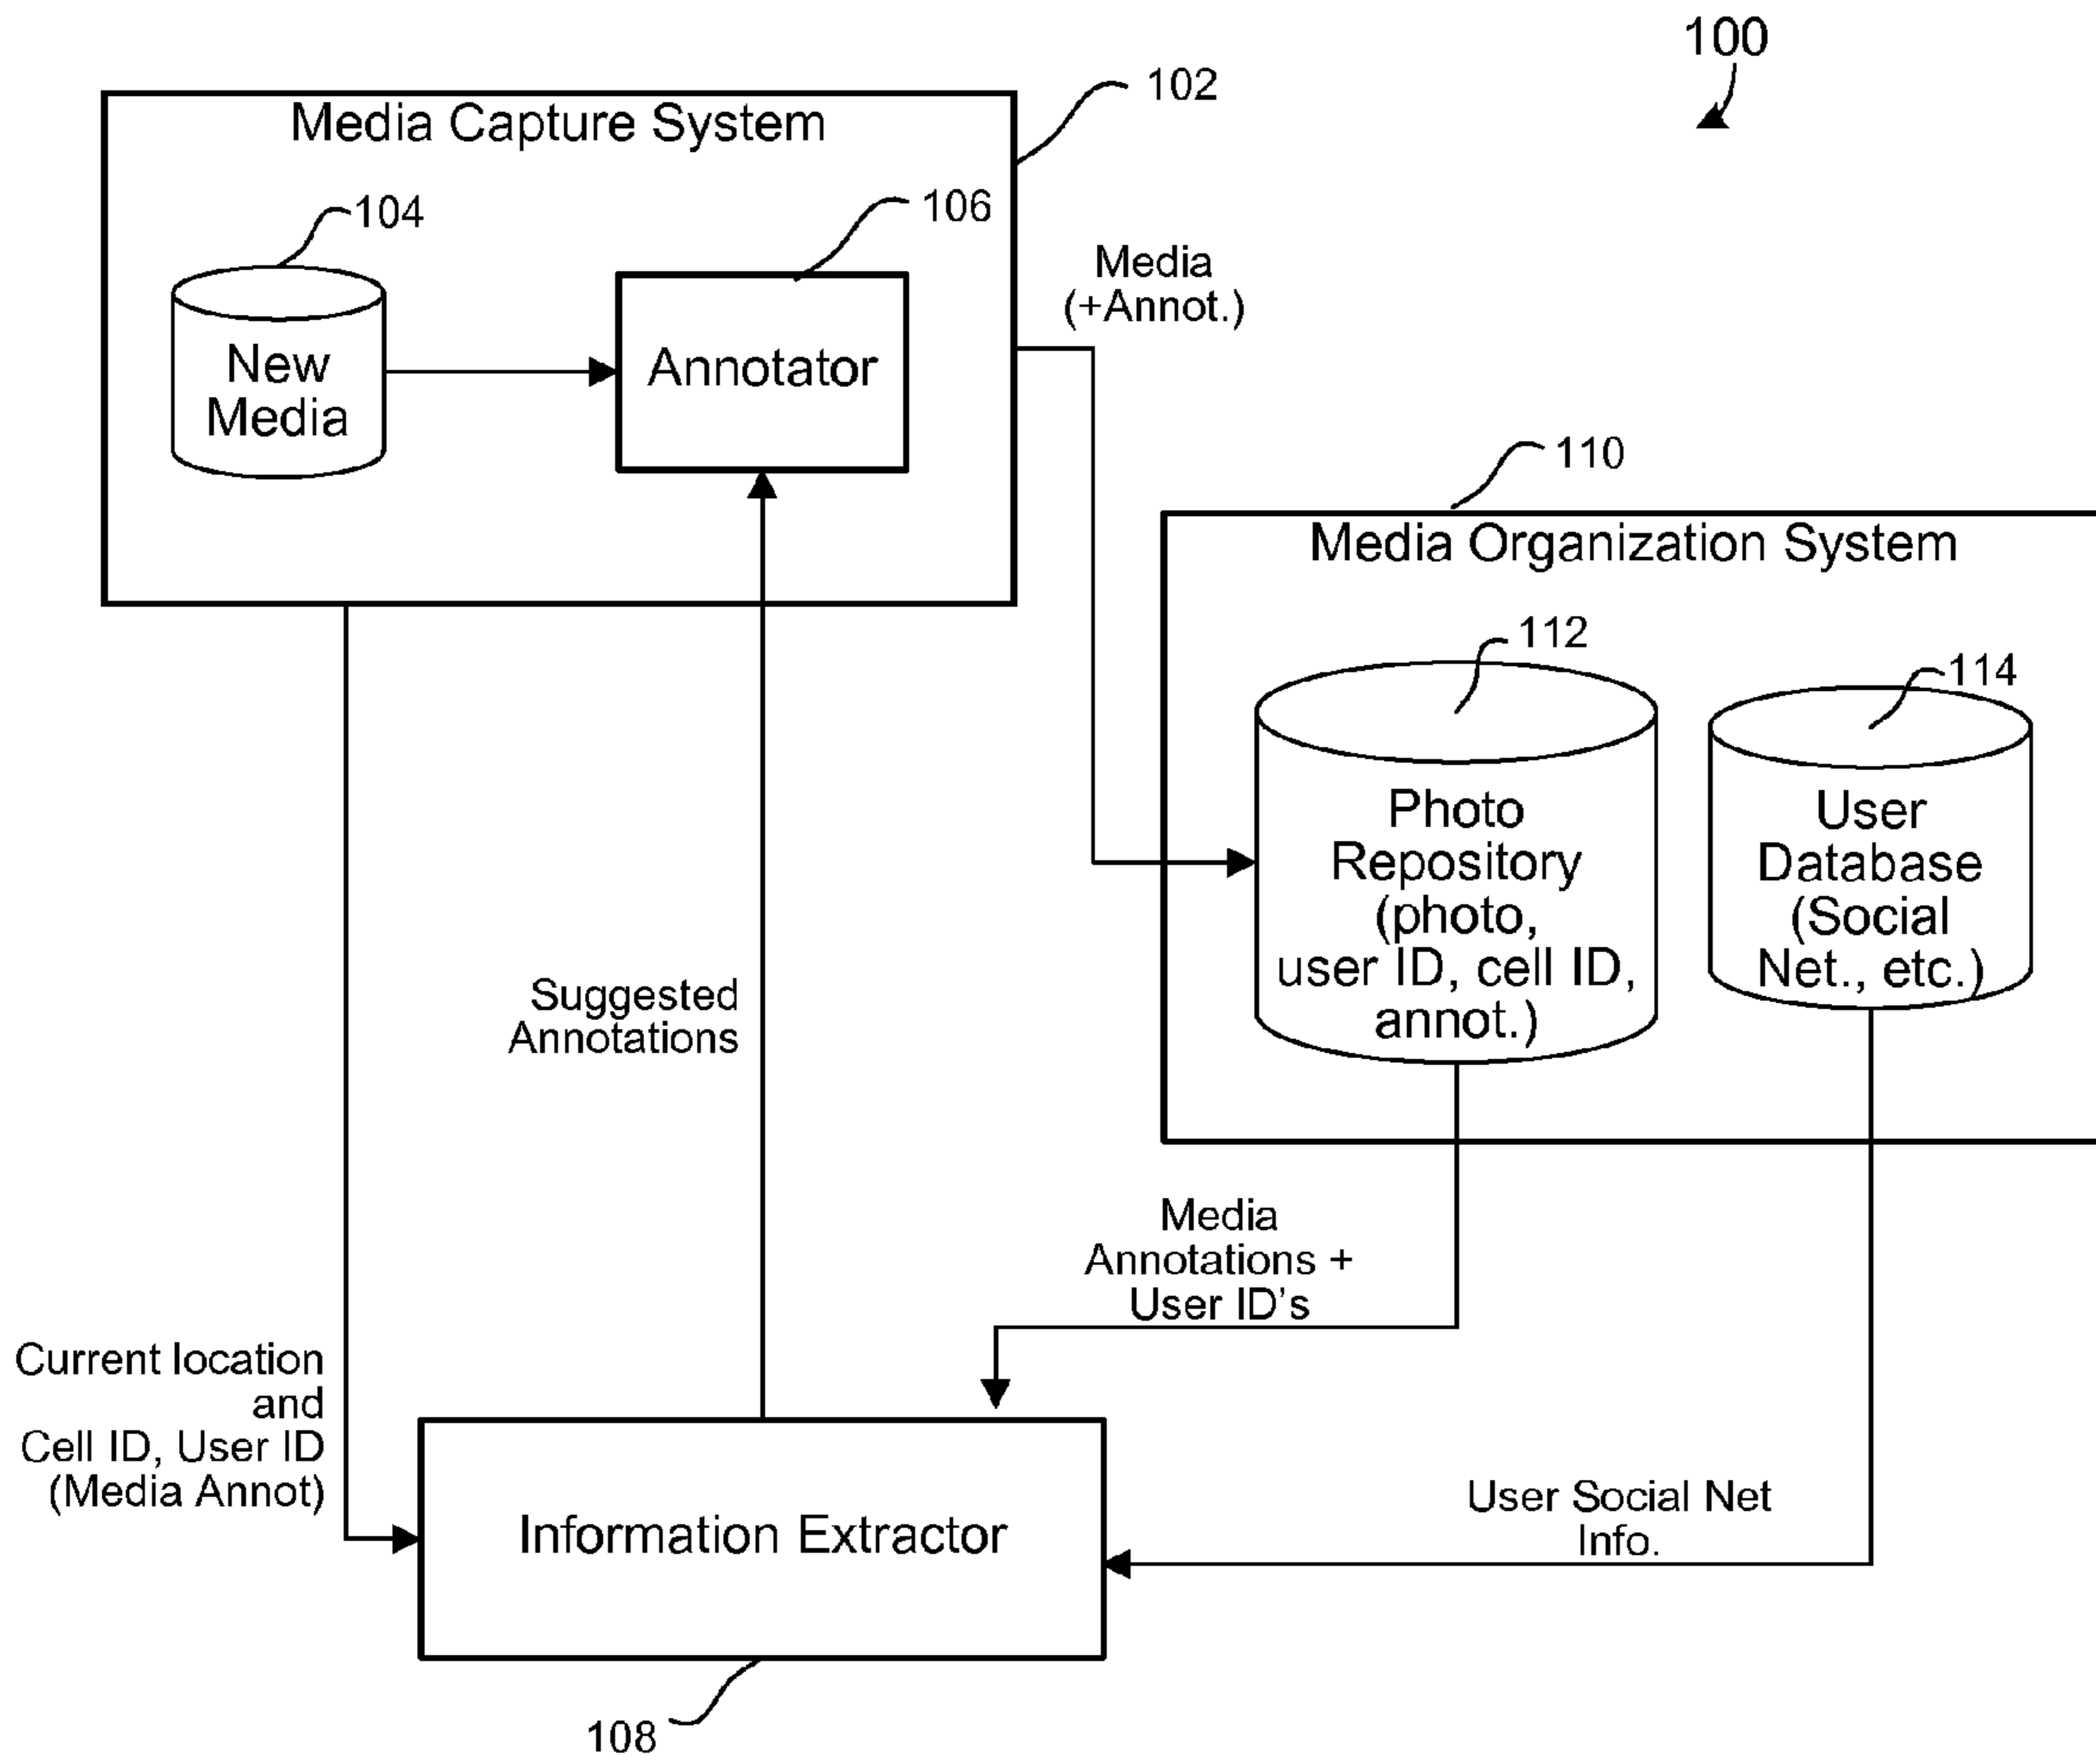 100
102
Media Capture System
104
106
New
Media
Annotator
Media
(+Annot.)
110
Media Organization System
112
114
Photo
Repository
(photo,
user ID, cell ID,
annot.)
User
Database
(Social
Net., etc.)
Suggested
Annotations
Media
Annotations +
User ID's
Current location
and
Cell ID, User ID
(Media Annot)
User Social Net
Info.
Information Extractor
108